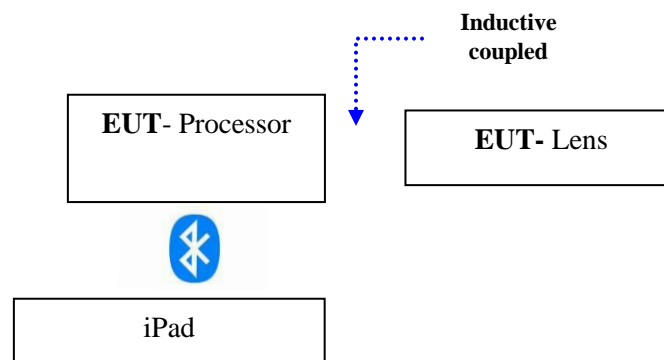 Inductive
coupled
EUT- Processor
EUT- Lens
iPad